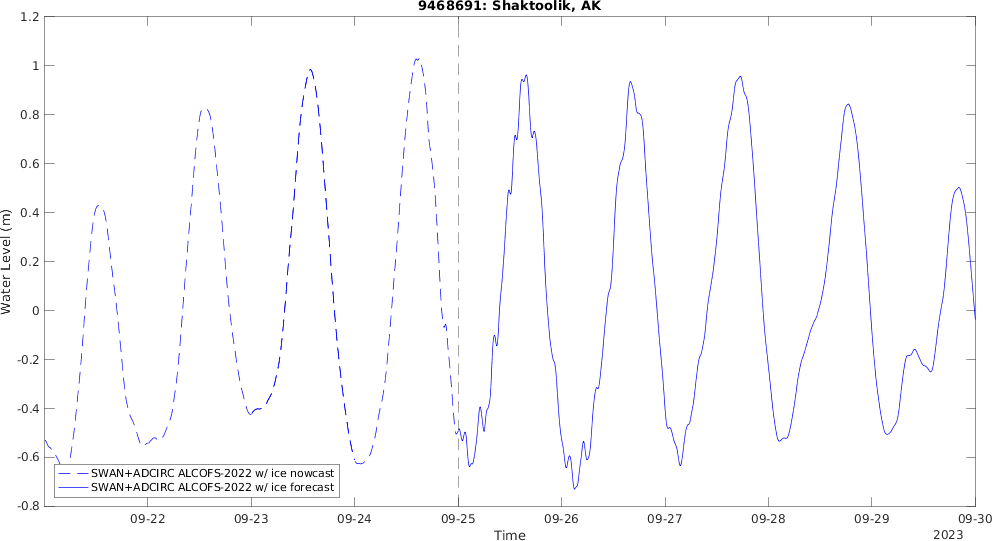 9468691: Shaktoolik, AK
1.2
1
0.8
0.6
0.4
0.2
0
-0.2
-0.4
-0.6
-0.8
Water Level (m)
SWAN+ADCIRC ALCOFS-2022 w/ ice nowcast
SWAN+ADCIRC ALCOFS-2022 w/ ice forecast
09-22 09-23 09-24 09-25 09-26 09-27 09-28 09-29 09-30
Time
2023